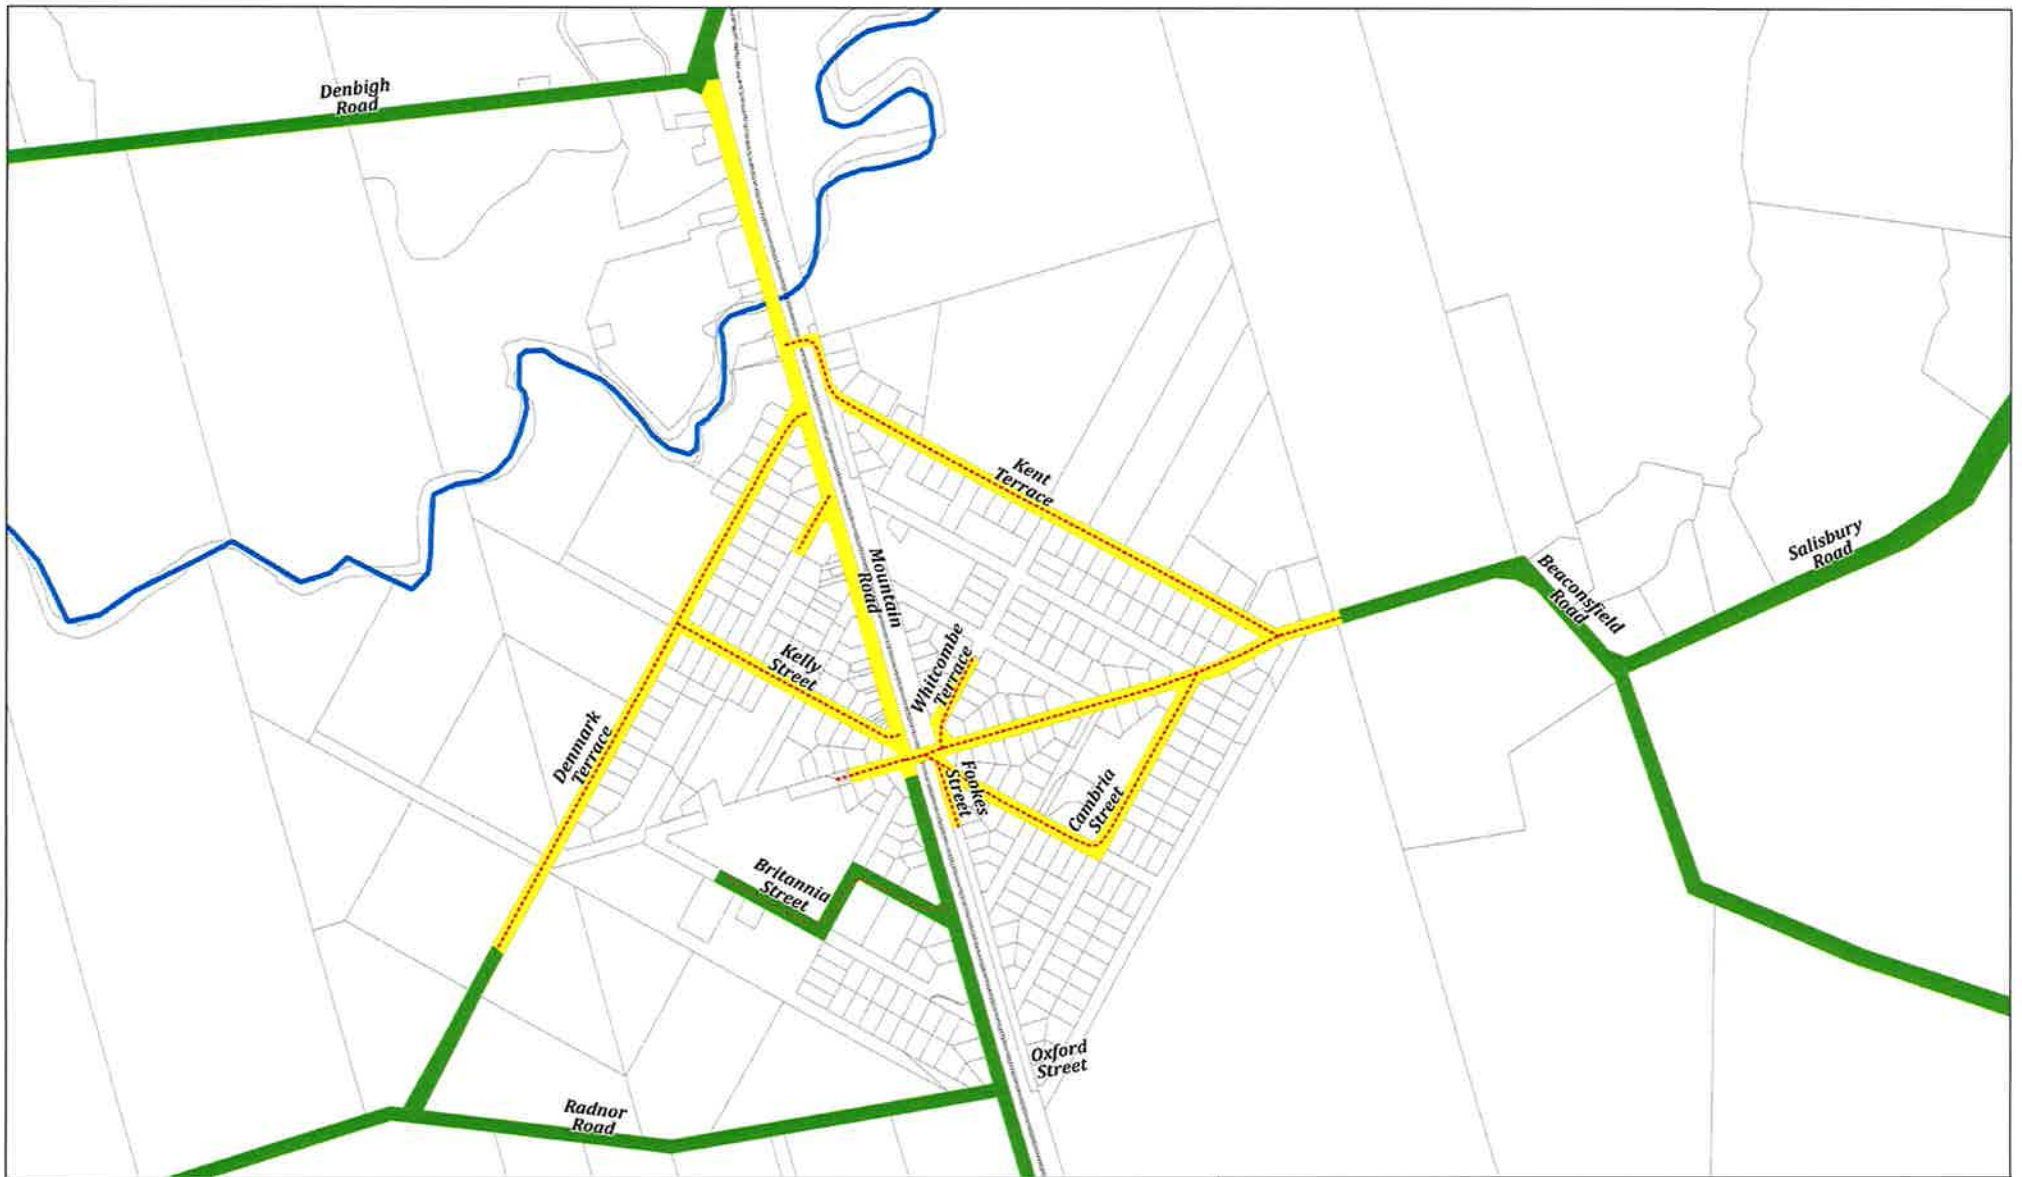 Denbigh
Road
Kent
Terrace
Salisbury
Road
Beaconsfield
Road
Mountain
Road
Whitcombe
Terrace
Kelly
Street
Denmark
Terrace
Fookes
Street
Cambria
Street
Britannia
Street
Oxford
Street
Radnor
Road